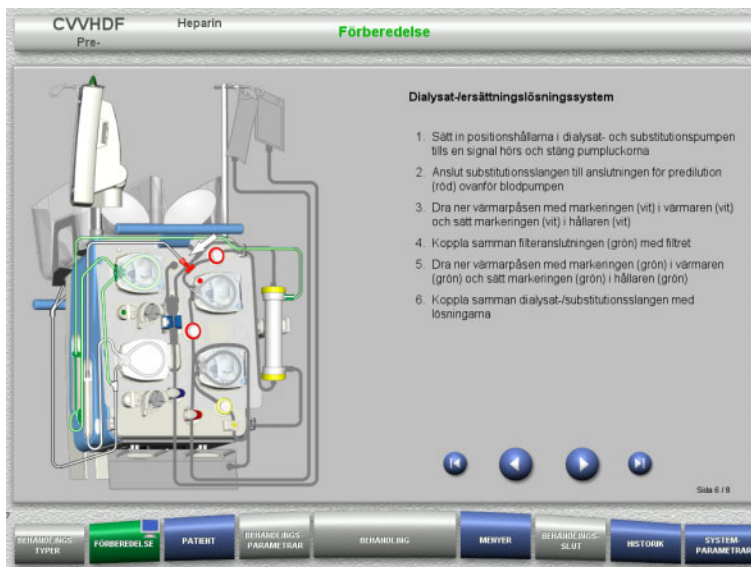 CVVHDF Heparin
Pre-
Förberedelse
Dialysat-/ersättningslösningssystem
1. Sätt in positionshållarna i dialysat- och substitutionspumpen
tills en signal hörs och stäng pumpluckorna
2. Anslut substitutionsslangen till anslutningen för predilution
(röd) ovanför blodpumpen
3. Dra ner värmarpåsen med markeringen (vit) i värmaren (vit)
och sätt markeringen (vit) i hållaren (vit)
4. Koppla samman filteranslutningen (grön) med filtret
5. Dra ner värmarpåsen med markeringen (grön) i värmaren
(grön) och sätt markeringen (grön) i hållaren (grön)
6. Koppla samman dialysat-/substitutionsslangen med
lösningarna
Sida 6 / 8
BEHANDLINGS-
TYPER
FÖRBEREDELSE
PATIENT
BEHANDLINGS-
PARAMETRAR
BEHANDLING
MENYER
BEHANDLINGS-
SLUT
HISTORIK
SYSTEM-
PARAMETRAR